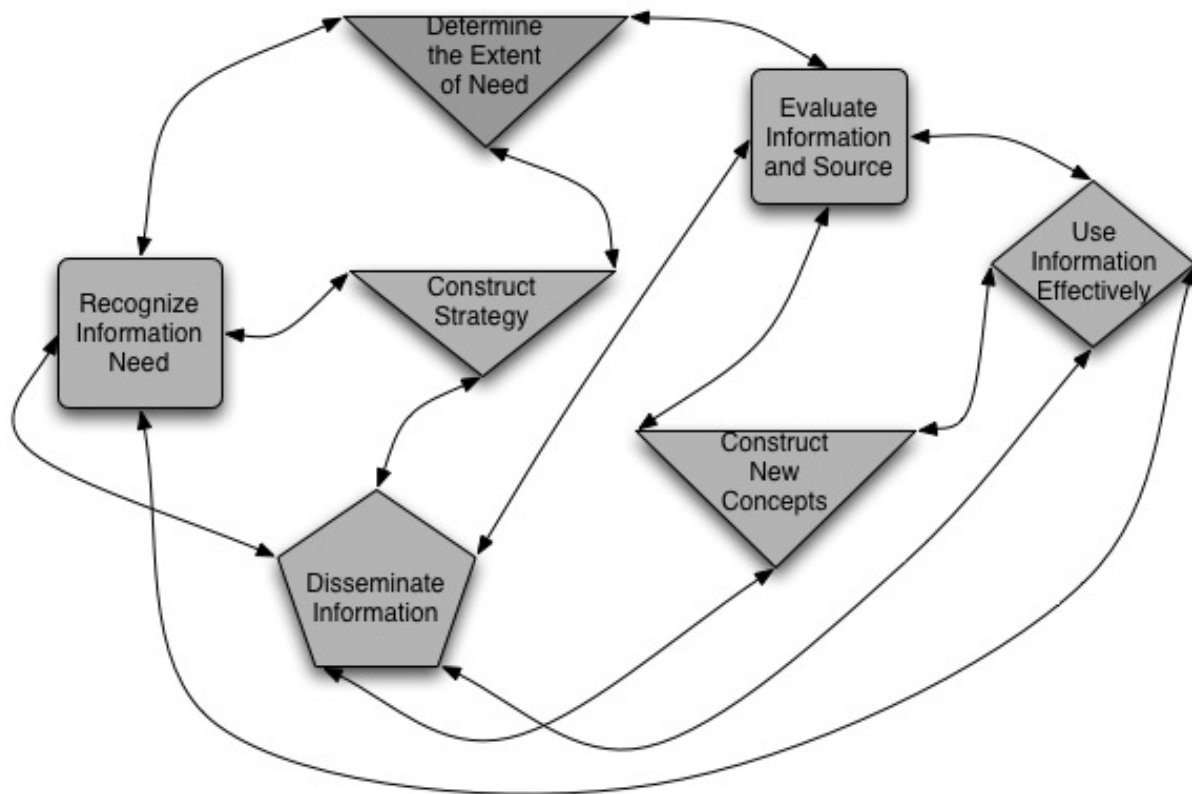 Determine
the Extent
of Need
Evaluate
Information
and Source
Use
Information
Effectively
Recognize
Information
Need
Construct
Strategy
Construct
New
Concepts
Disseminate
Information